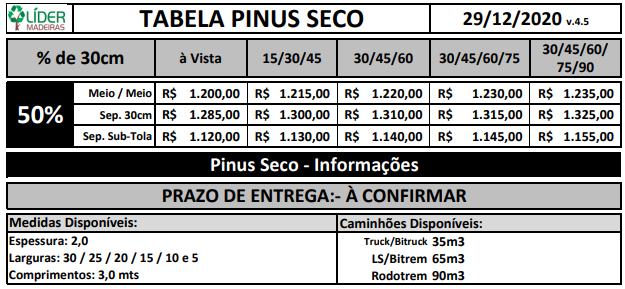 LÍDER
MADEIRAS
TABELA PINUS SECO
29/12/2020 v.4.5
% de 30cm à Vista 15/30/45 30/45/60 30/45/60/75 30/45/60/75/90
50%
Meio / Meio R$ 1.200,00 R$ 1.215,00 R$ 1.220,00 R$ 1.230,00 R$ 1.235,00
Sep. 30cm R$ 1.285,00 R$ 1.300,00 R$ 1.310,00 R$ 1.315,00 R$ 1.325,00
Sep. Sub-Tola R$ 1.120,00 R$ 1.130,00 R$ 1.140,00 R$ 1.145,00 R$ 1.155,00
Pinus Seco - Informações
PRAZO DE ENTREGA:- À CONFIRMAR
Medidas Disponíveis: Caminhões Disponíveis:
Espessura: 2,0 Truck/Bitruck 35m3
Larguras: 30 / 25 / 20 / 15 / 10 e 5 LS/Bitrem 65m3
Comprimentos: 3,0 mts Rodotrem 90m3